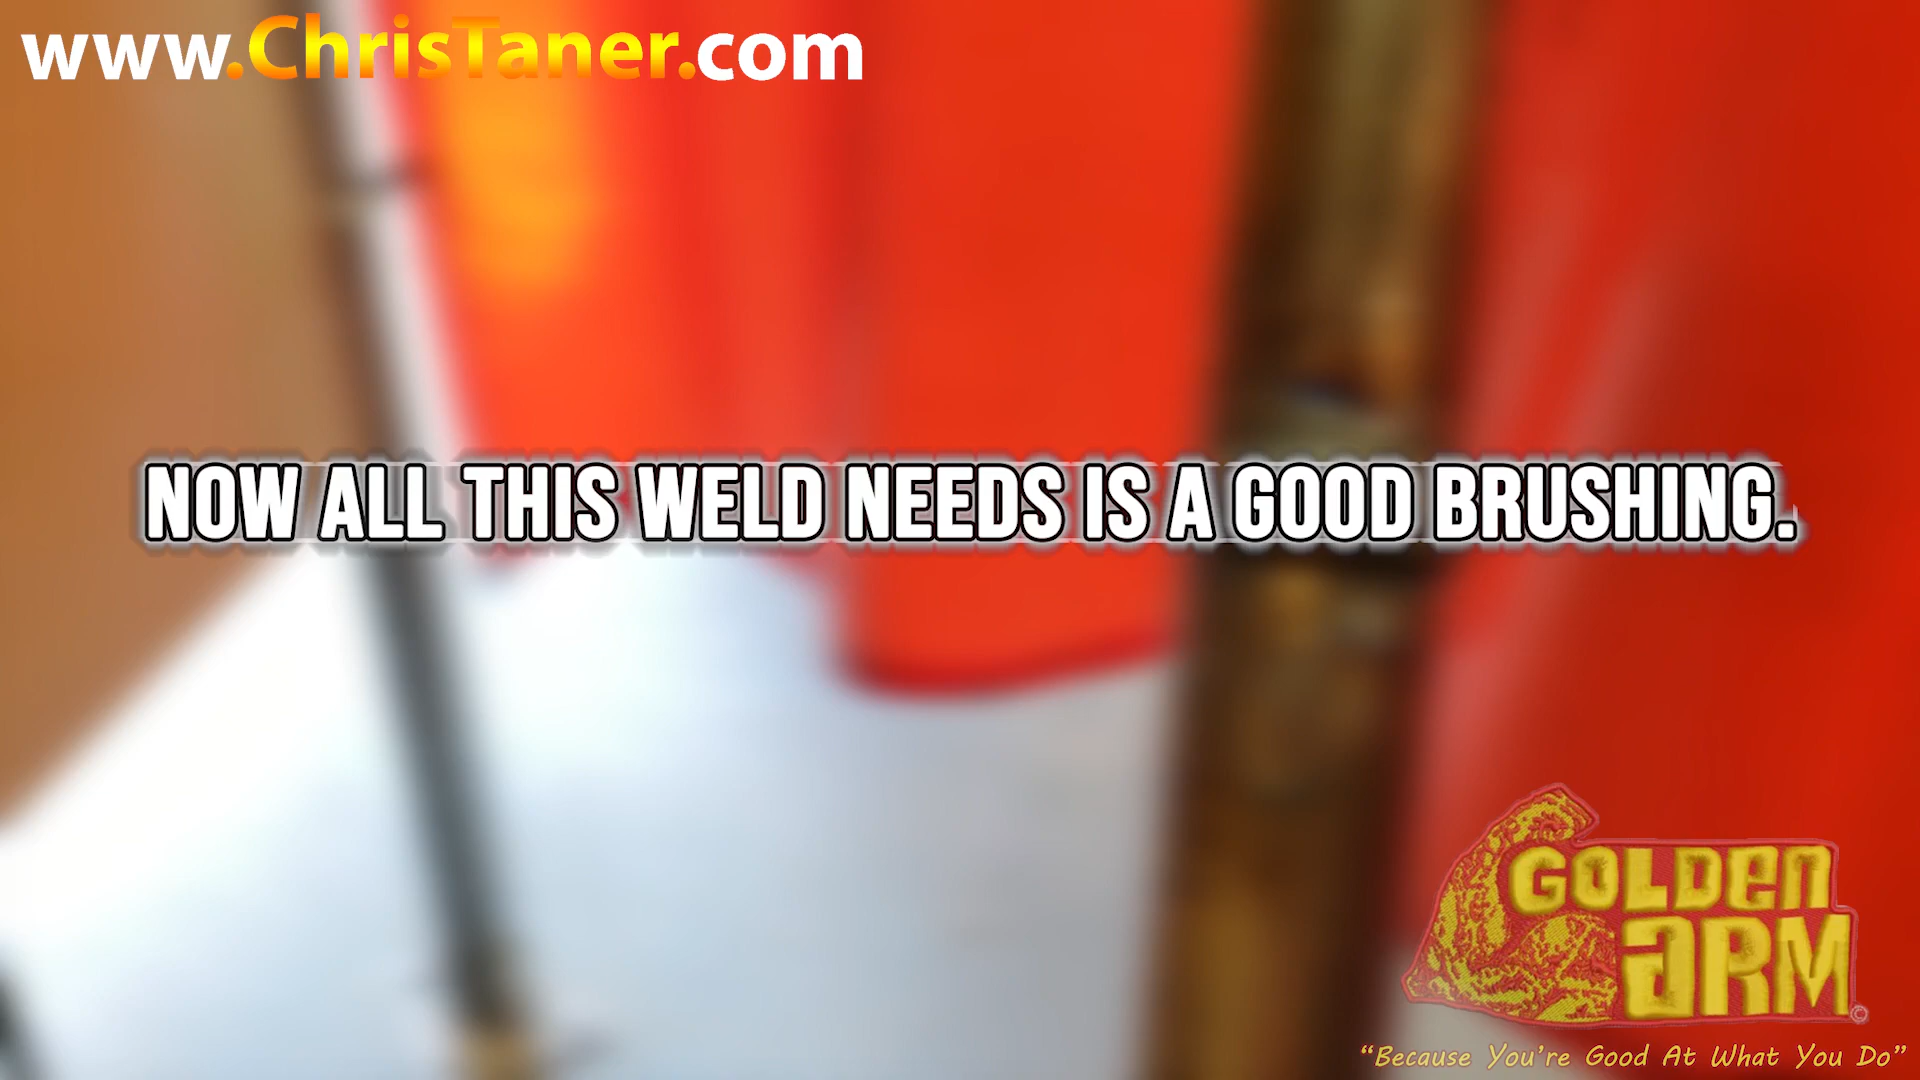 www.ChrisTaner.com
NOW ALL THIS WELD NEEDS IS A GOOD BRUSHING.
GOLDEN
ARM
©
“Because You’re Good At What You Do”